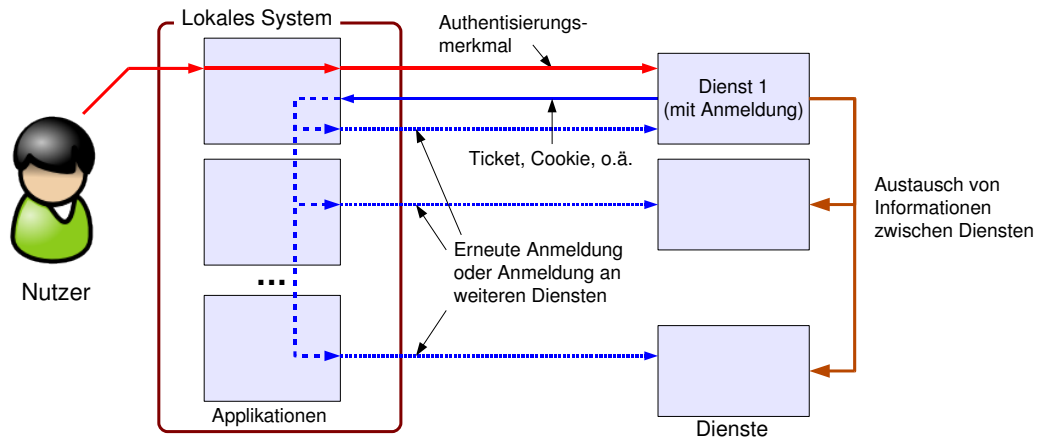 Lokales System
Authentisierungs-
merkmal
Dienst 1
(mit Anmeldung)
Ticket, Cookie, o.ä.
Austausch von
Informationen
zwischen Diensten
Erneute Anmeldung
oder Anmeldung an
weiteren Diensten
Nutzer
...
Applikationen
Dienste